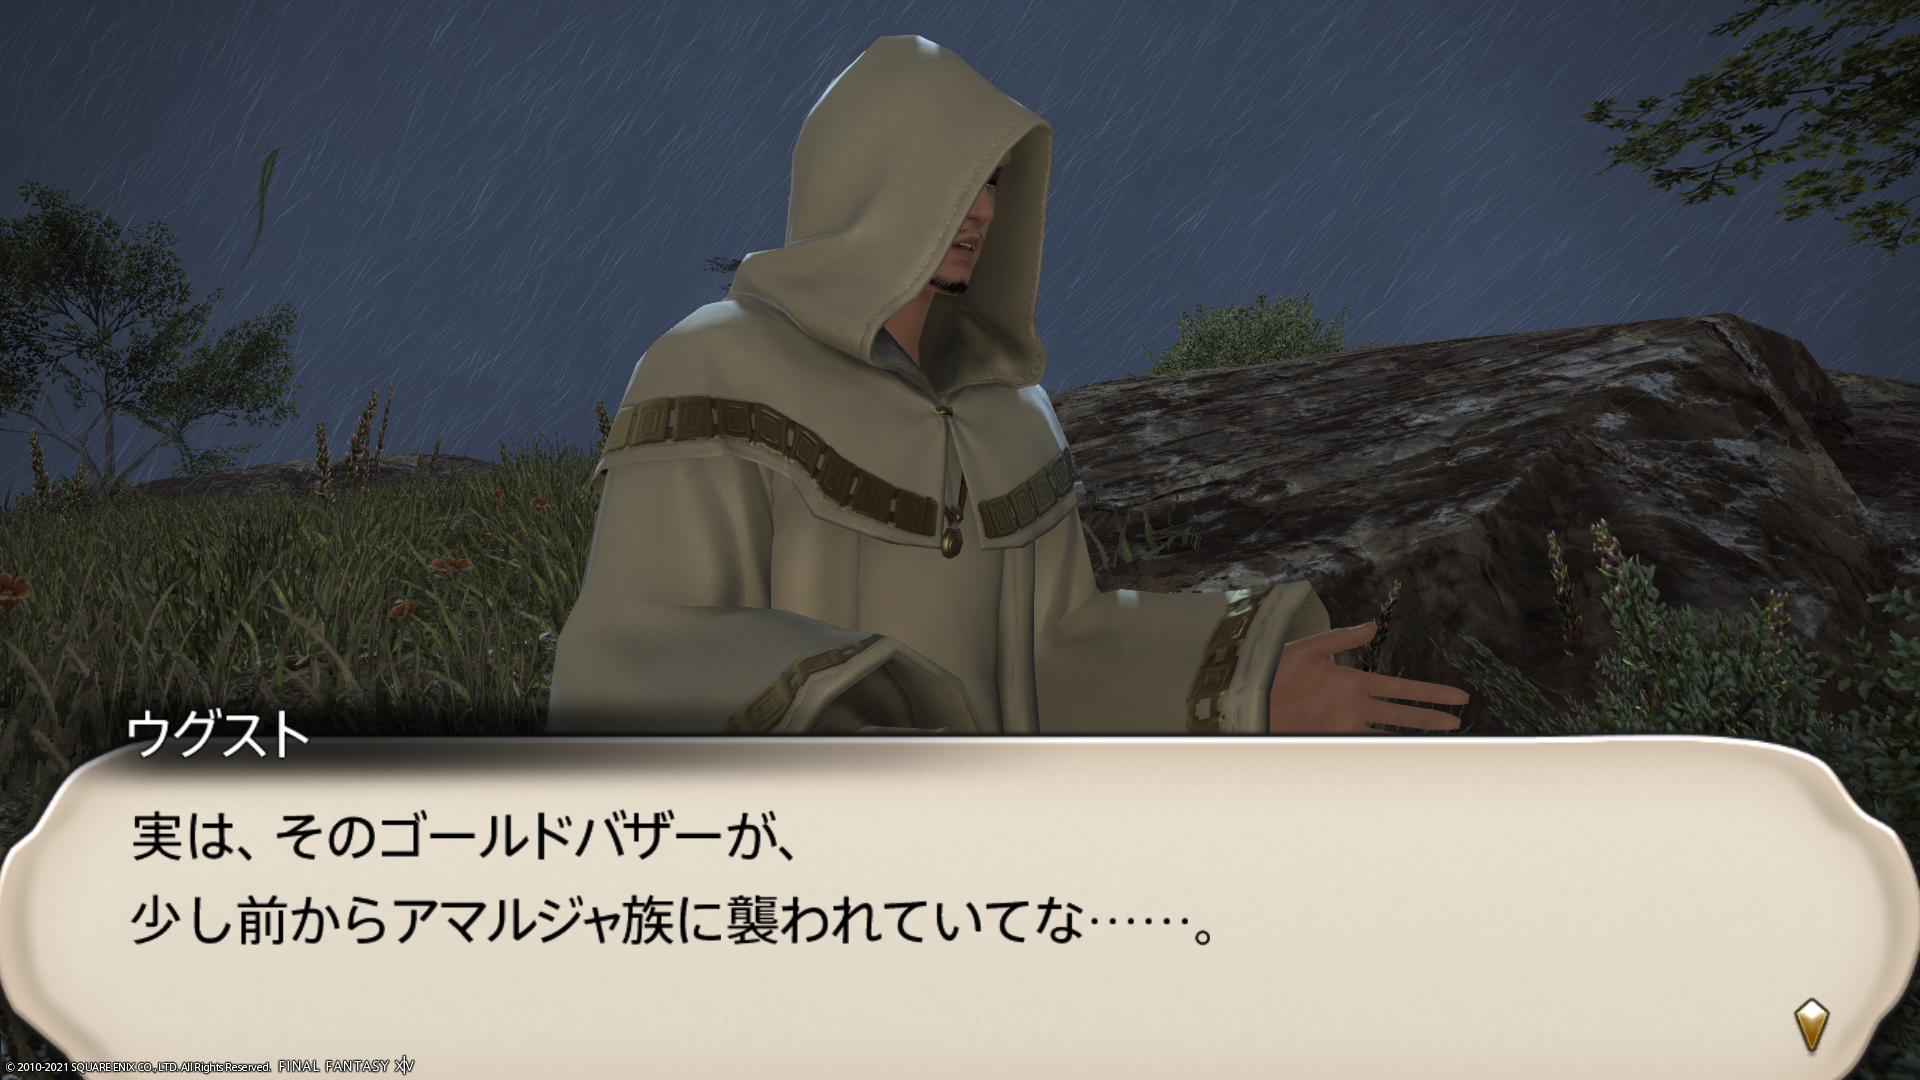 ウグスト
実は、そのゴールドバザーが、
少し前からアマルジャ族に襲われていてな……。
© 2010-2021 SQUARE ENIX CO., LTD. All Rights Reserved. FINAL FANTASY XIV